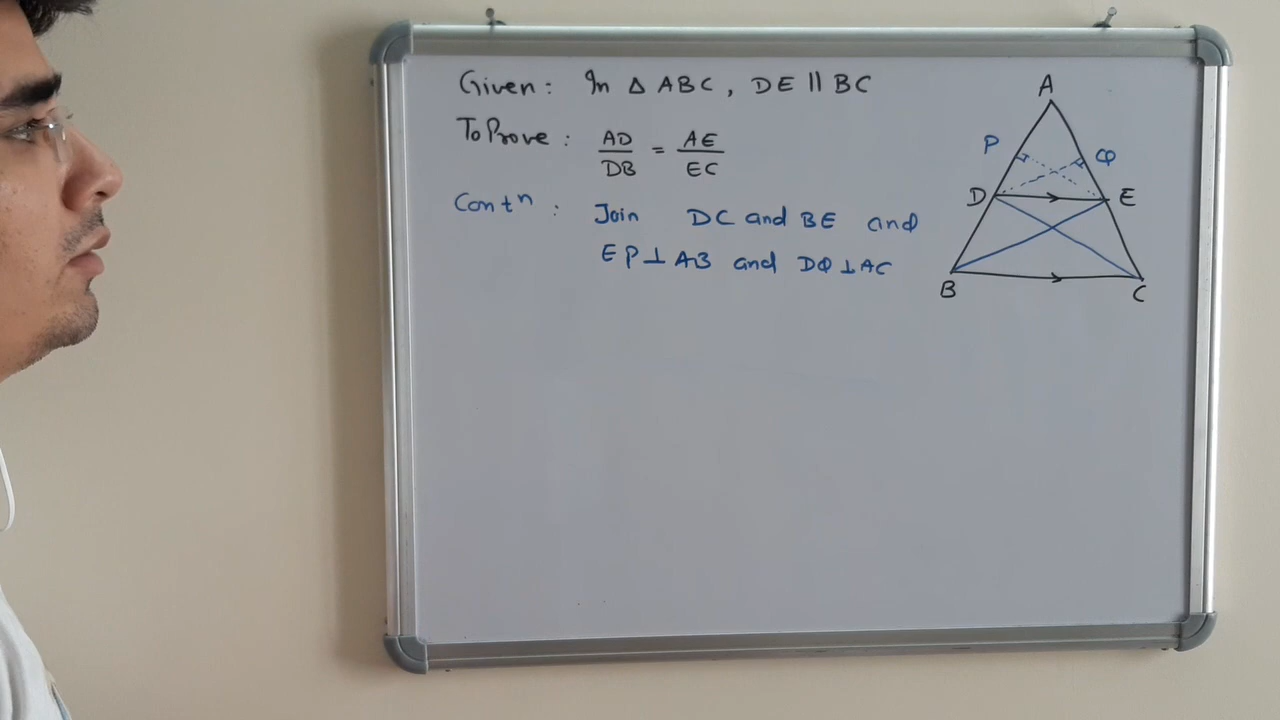 Given: In Δ ABC, DE || BC
To Prove: AD/DB = AE/EC
Contⁿ: Join DC and BE and
EP⊥AB and DQ⊥AC
A
P Q
D E
B C